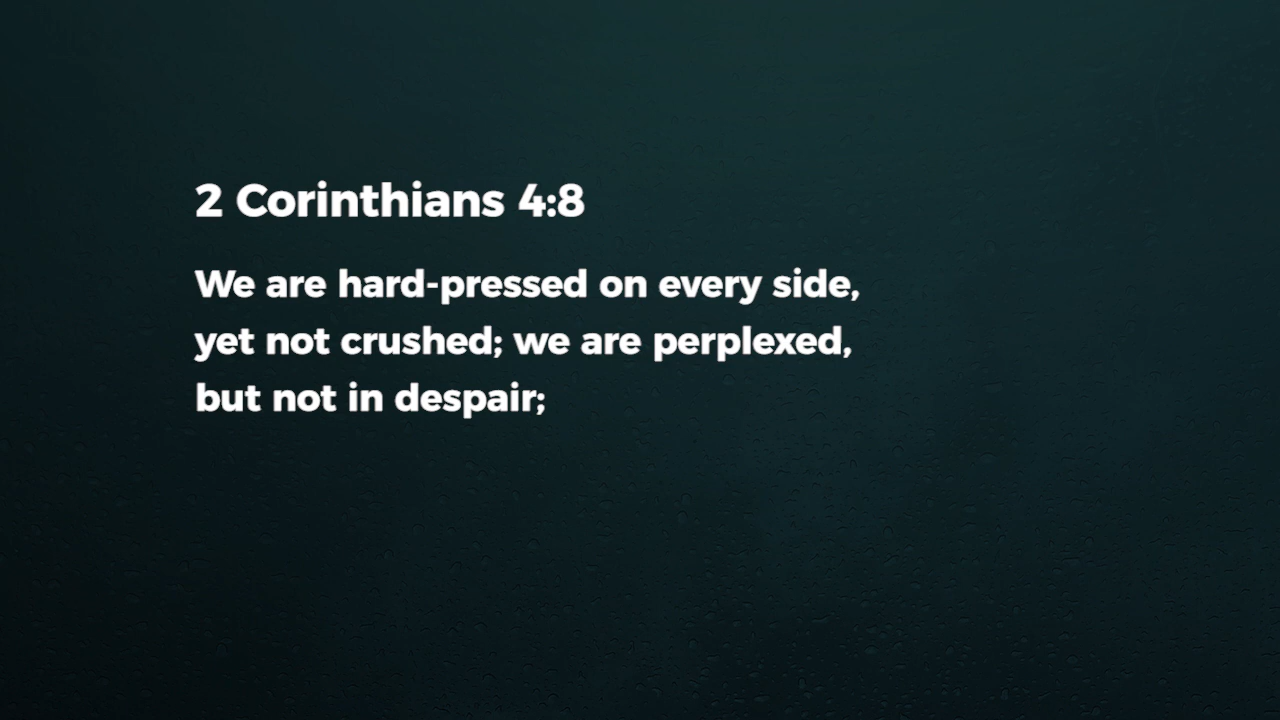 2 Corinthians 4:8
We are hard-pressed on every side,
yet not crushed; we are perplexed,
but not in despair;